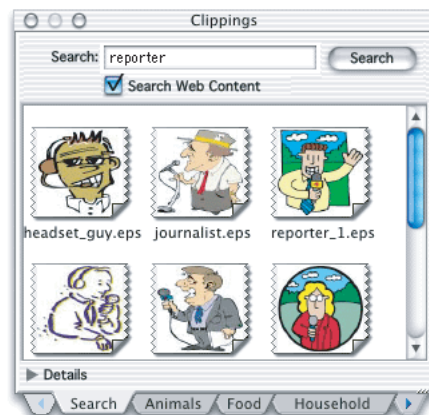 Clippings
Search: reporter Search
Search Web Content
headset_guy.eps journalist.eps reporter_1.eps
Details
Search Animals Food Household